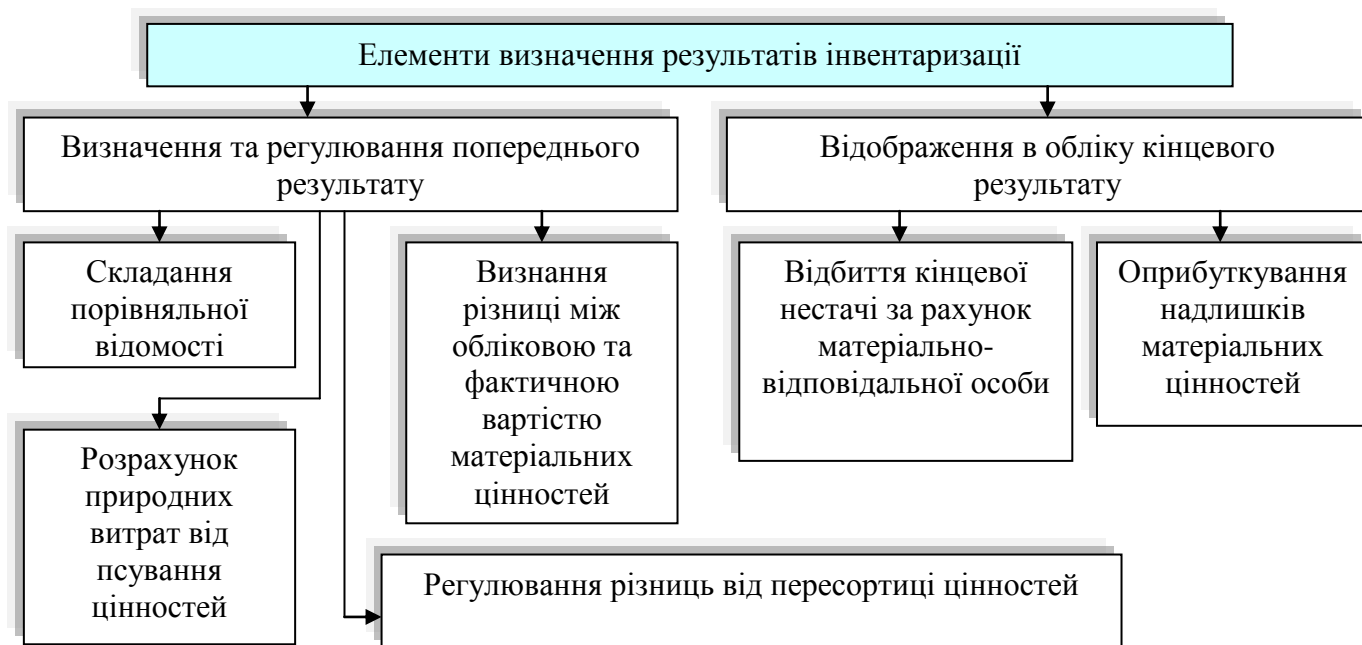 Елементи визначення результатів інвентаризації
Визначення та регулювання попереднього
результату
Відображення в обліку кінцевого
результату
Складання
порівняльної
відомості
Визнання
різниці між
обліковою та
фактичною
вартістю
матеріальних
цінностей
Відбиття кінцевої
нестачі за рахунок
матеріально-
відповідальної особи
Оприбуткування
надлишків
матеріальних
цінностей
Розрахунок
природних
витрат від
псування
цінностей
Регулювання різниць від пересортиці цінностей